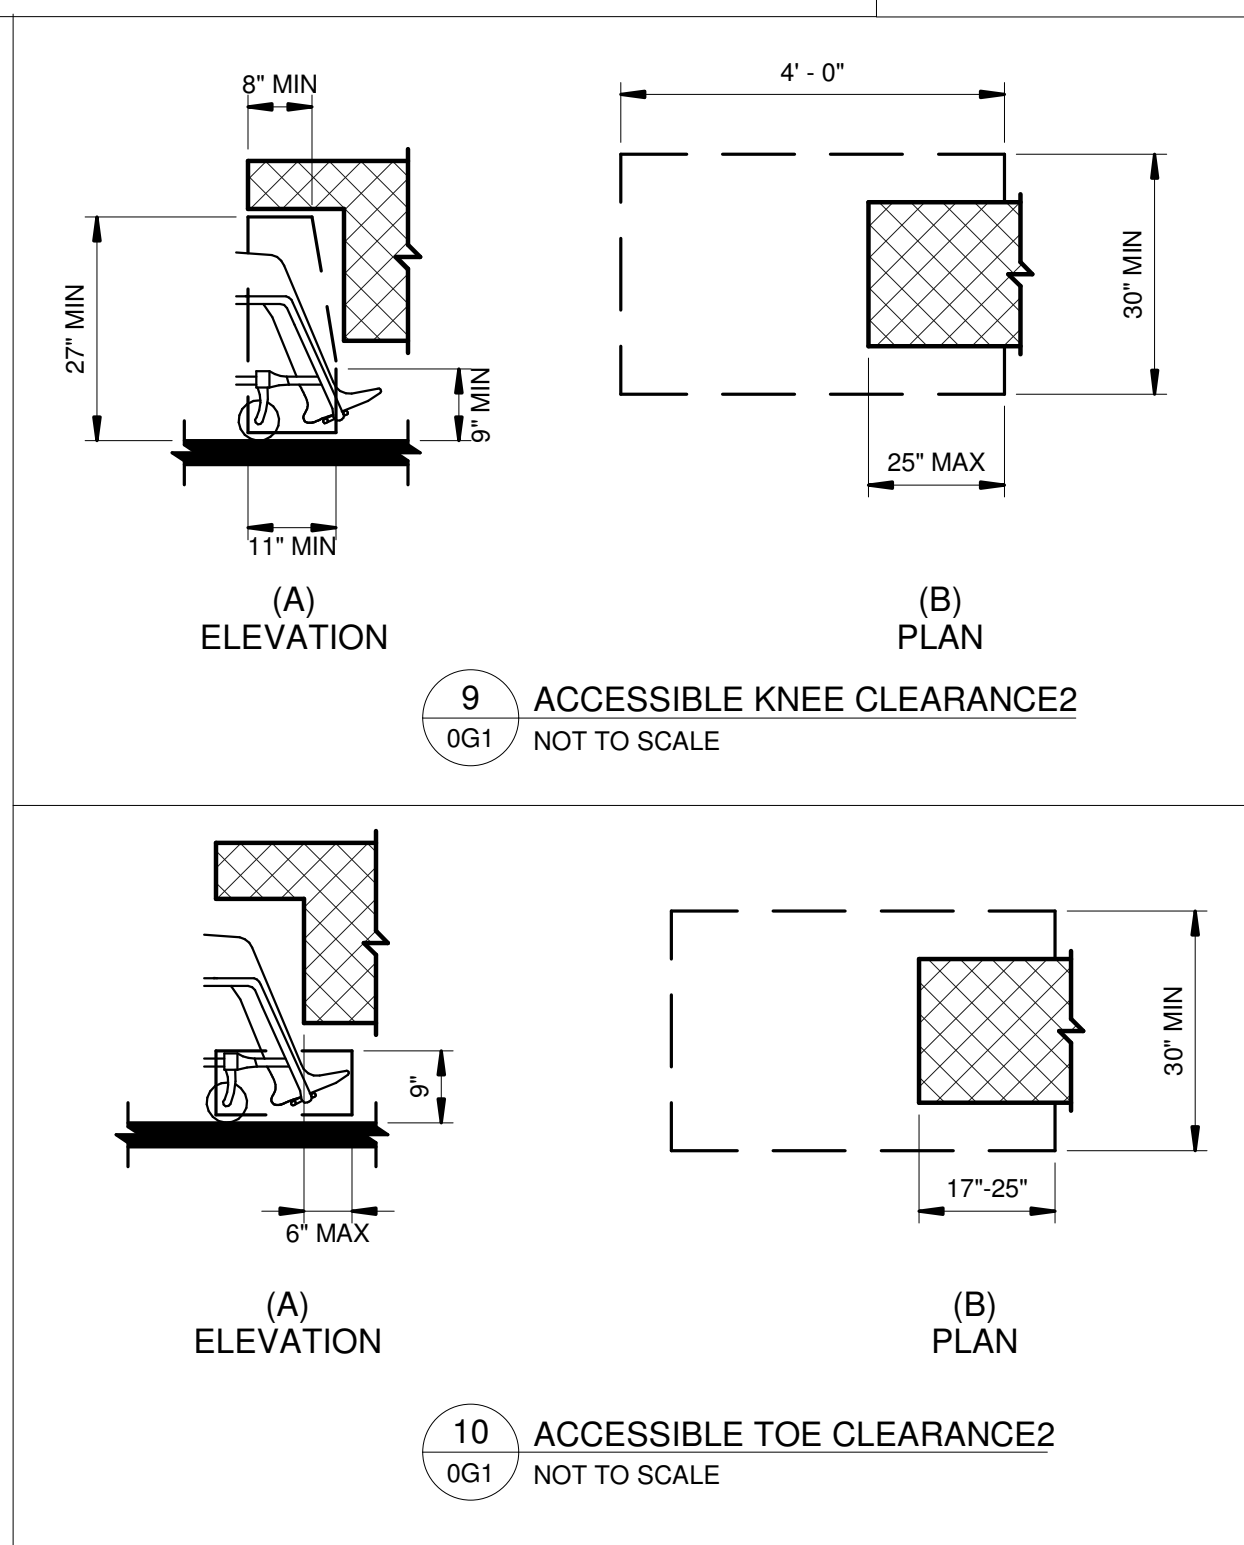 8" MIN
4' - 0"
27" MIN
30" MIN
9" MIN
25" MAX
11" MIN
(A)
ELEVATION
(B)
PLAN
9
0G1
ACCESSIBLE KNEE CLEARANCE2
NOT TO SCALE
30" MIN
9"
17"-25"
6" MAX
(A)
ELEVATION
(B)
PLAN
10
0G1
ACCESSIBLE TOE CLEARANCE2
NOT TO SCALE